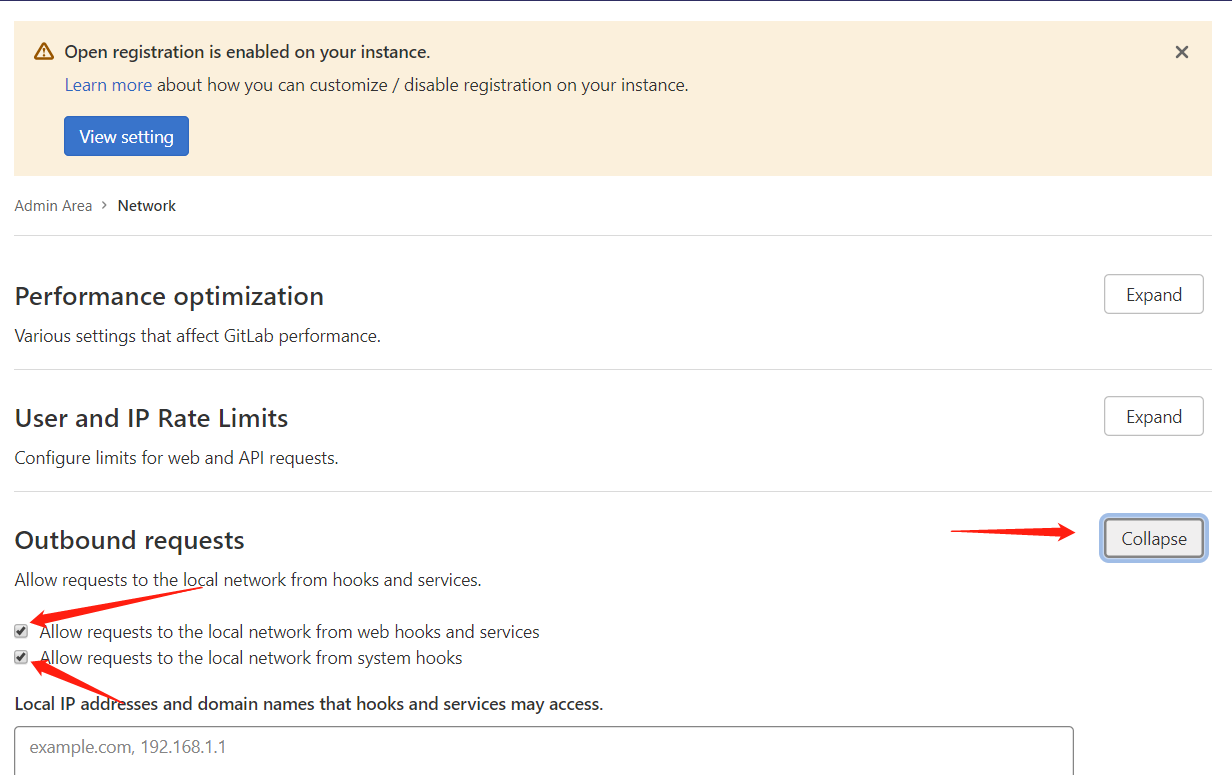 Open registration is enabled on your instance.
Learn more about how you can customize / disable registration on your instance.
View setting
Admin Area > Network
Performance optimization
Expand
Various settings that affect GitLab performance.
User and IP Rate Limits
Expand
Configure limits for web and API requests.
Outbound requests
Collapse
Allow requests to the local network from hooks and services.
Allow requests to the local network from web hooks and services
Allow requests to the local network from system hooks
Local IP addresses and domain names that hooks and services may access.
example.com, 192.168.1.1